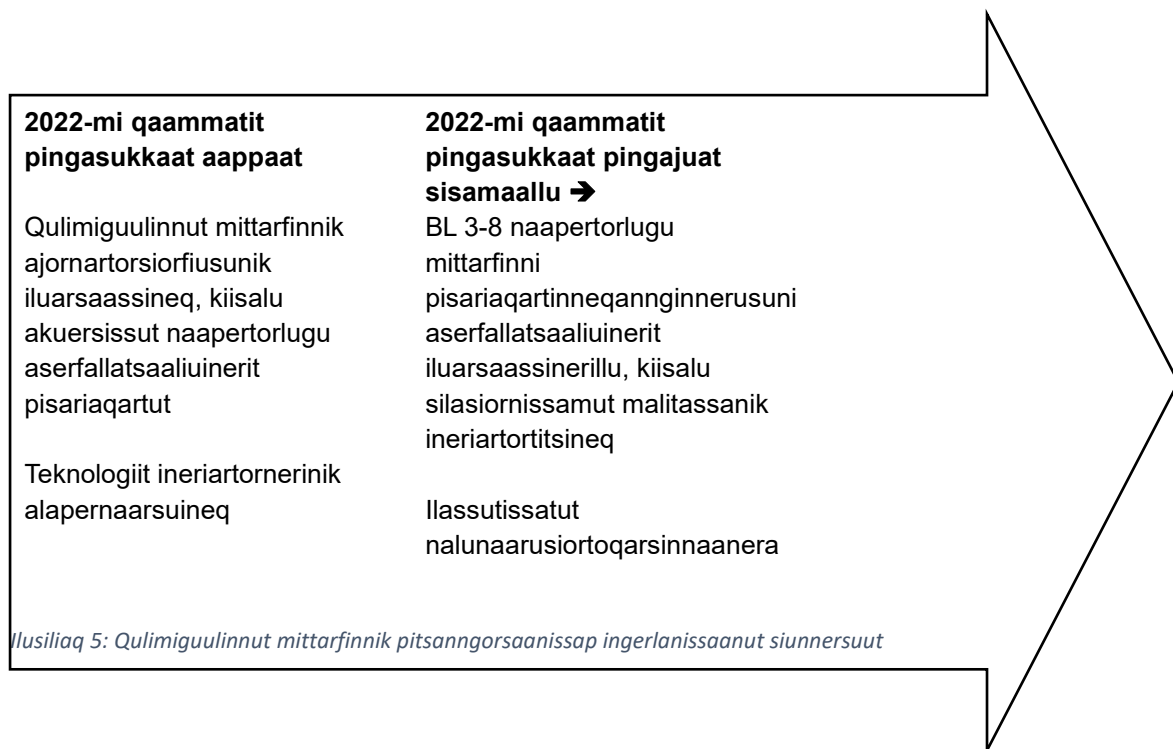 2022-mi qaammatit
pingasukkaat aappaat
Qulimiguulinnut mittarfinnik
ajornartorsiorfiusunik
iluarsaassineq, kiisalu
akuersissut naapertorlugu
aserfallatsaaliuinerit
pisariaqartut
Teknologiit ineriartornerinik
alapernaarsuineq
2022-mi qaammatit
pingasukkaat pingajuat
sisamaallu ➔
BL 3-8 naapertorlugu
mittarfinni
pisariaqartinneqannginnerusuni
aserfallatsaaliuinerit
iluarsaassinerillu, kiisalu
silasiornissamut malitassanik
ineriartortitsineq
Ilassutissatut
nalunaarusiortoqarsinnaanera
Ilusiliaq 5: Qulimiguulinnut mittarfinnik pitsanngorsaanissap ingerlanissaanut siunnersuut